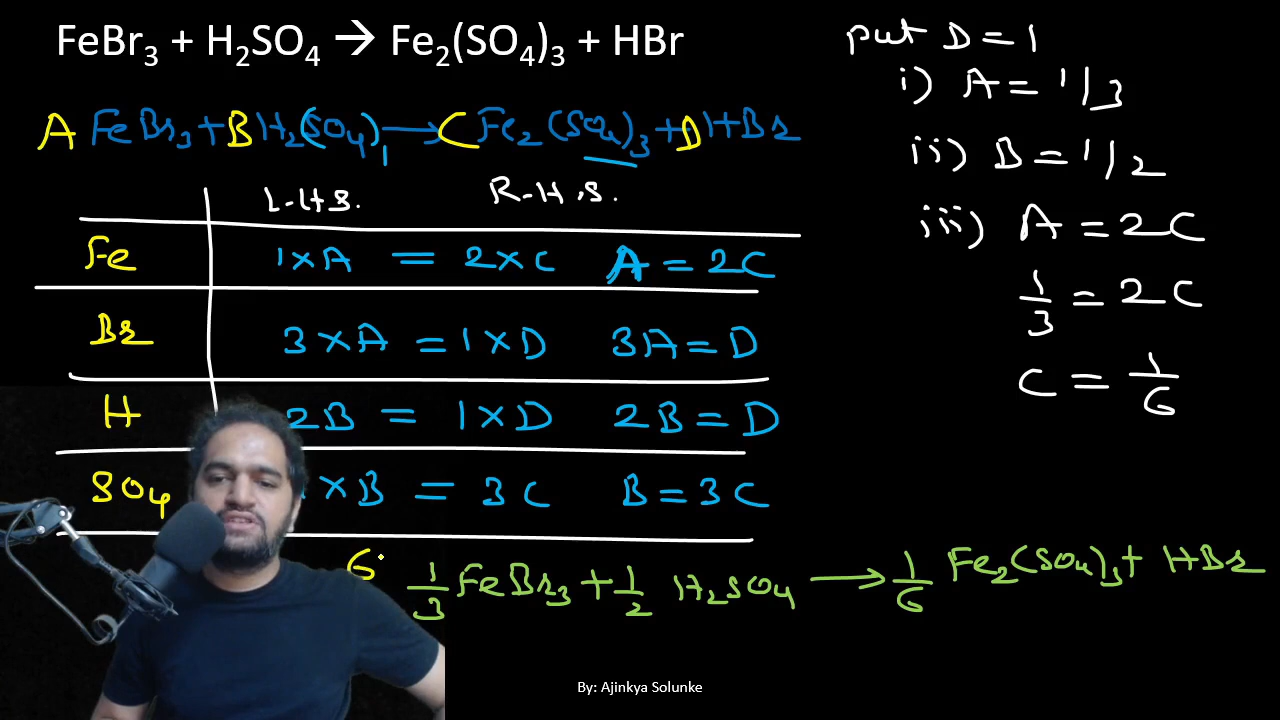 FeBr₃ + H₂SO₄ → Fe₂(SO₄)₃ + HBr
A FeBr₃ + B H₂(SO₄)₁ → C Fe₂(SO₄)₃ + D HBr
L.H.S. R.H.S.
Fe 1×A = 2×C A = 2C
Br 3×A = 1×D 3A = D
H 2B = 1×D 2B = D
SO₄ ×B = 3C B = 3C
6 1/3 FeBr₃ + 1/2 H₂SO₄ → 1/6 Fe₂(SO₄)₃ + HBr
put D = 1
i) A = 1/3
ii) B = 1/2
iii) A = 2C
1/3 = 2C
C = 1/6
By: Ajinkya Solunke